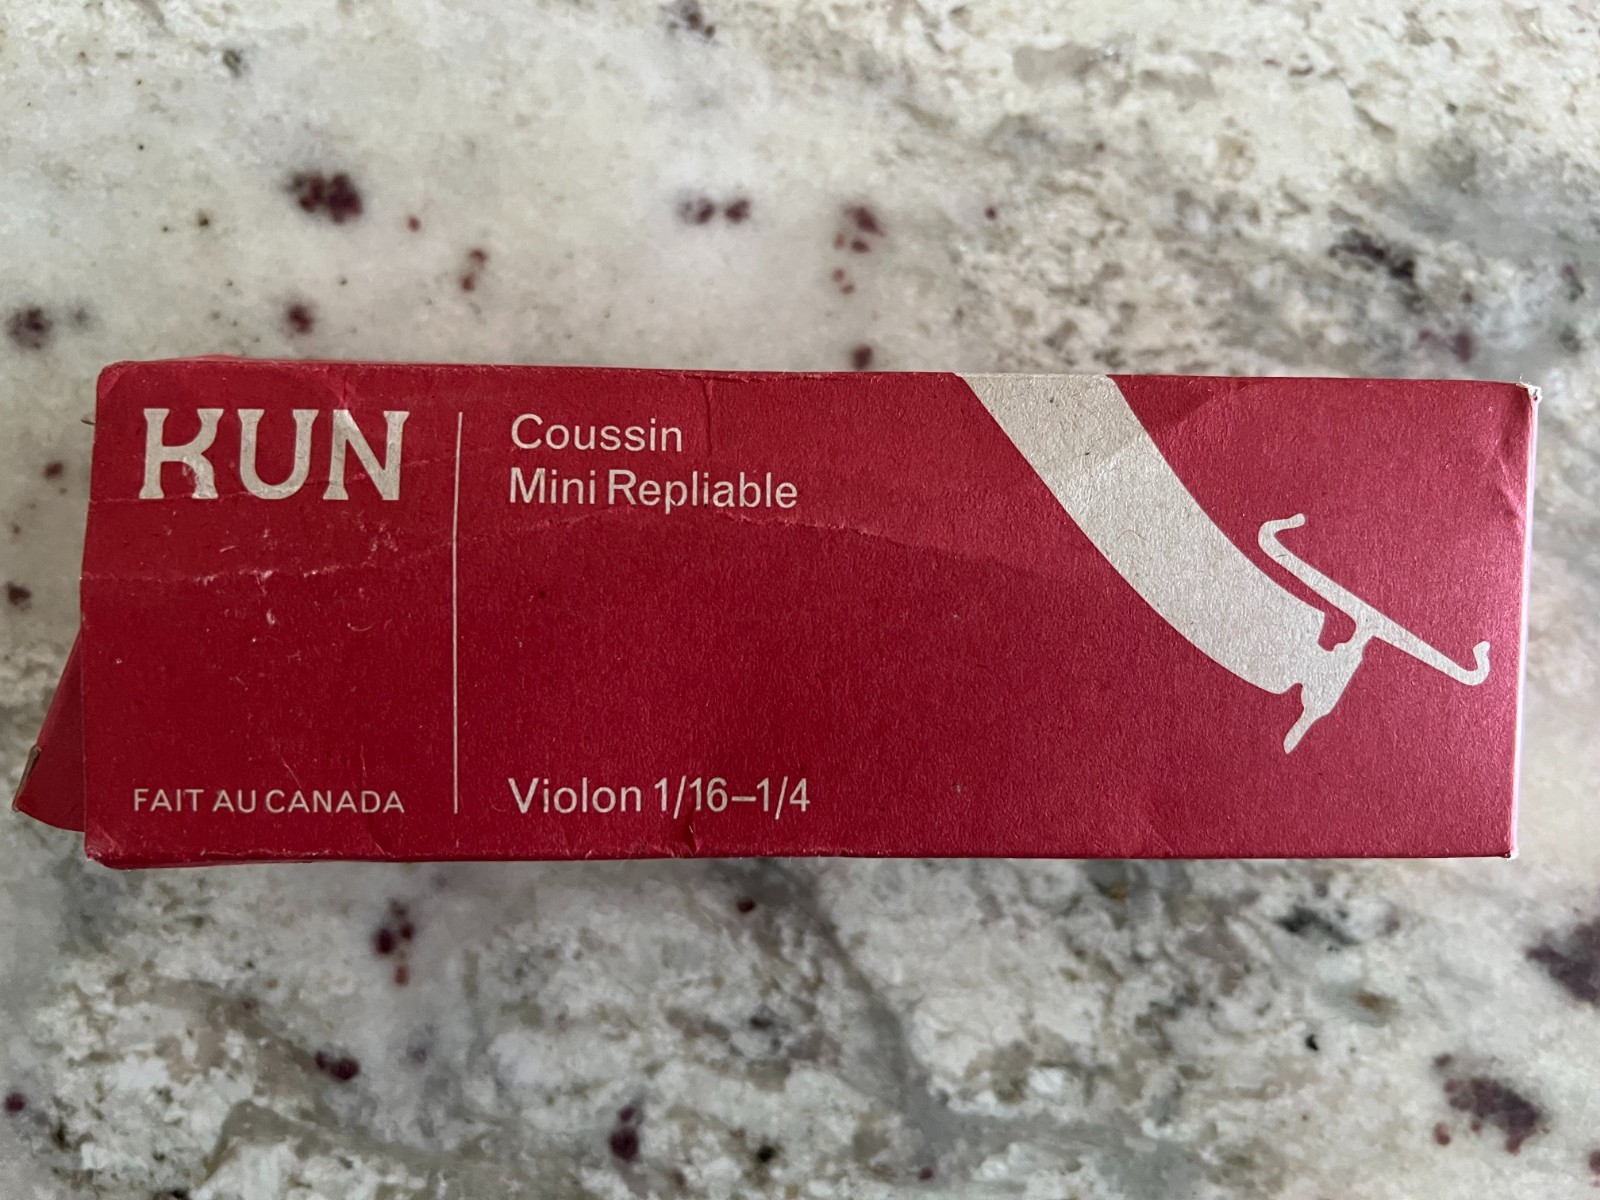 KUN
Coussin
Mini Repliable
FAIT AU CANADA
Violon 1/16–1/4